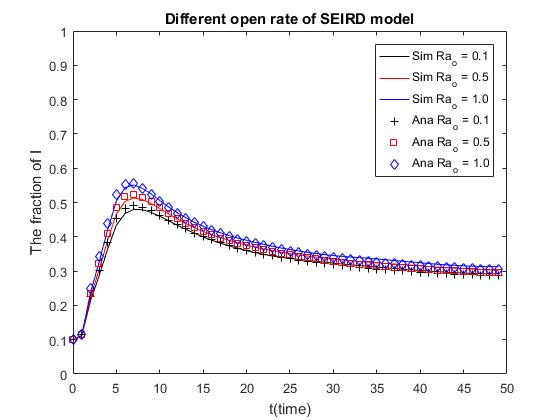 Different open rate of SEIRD model
1
0.9
0.8
0.7
0.6
0.5
0.4
0.3
0.2
0.1
0
The fraction of I
Sim Ra_o = 0.1
Sim Ra_o = 0.5
Sim Ra_o = 1.0
Ana Ra_o = 0.1
Ana Ra_o = 0.5
Ana Ra_o = 1.0
0 5 10 15 20 25 30 35 40 45 50
t(time)